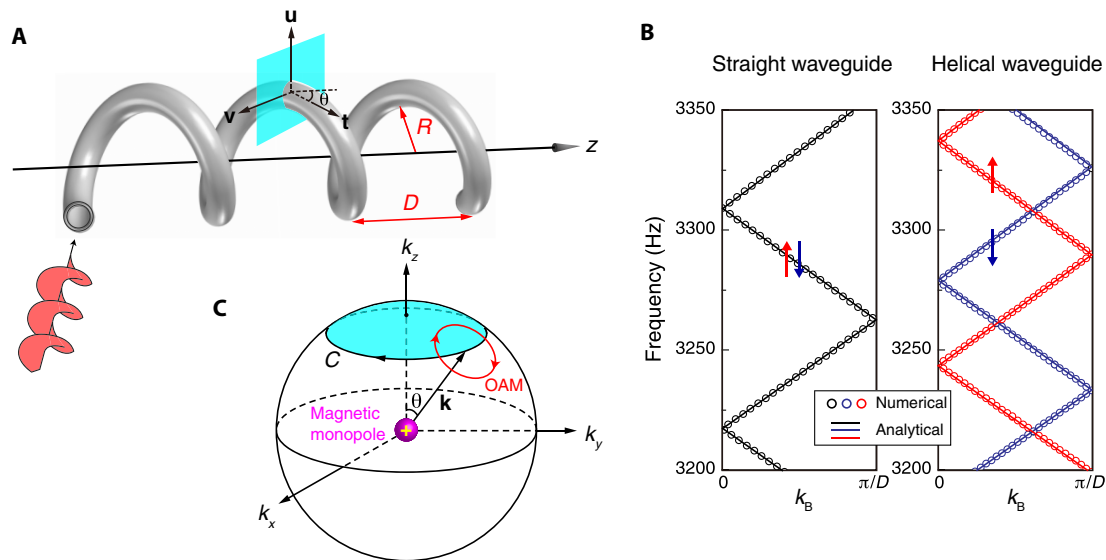 A
u
v
θ
t
R
z
D
C
k_z
C
OAM
θ
k
Magnetic
monopole
+
k_y
k_x
B
Straight waveguide
Helical waveguide
Frequency (Hz)
3350
3300
3250
3200
0
k_B
π/D
3350
3300
3250
3200
0
k_B
π/D
Numerical
Analytical